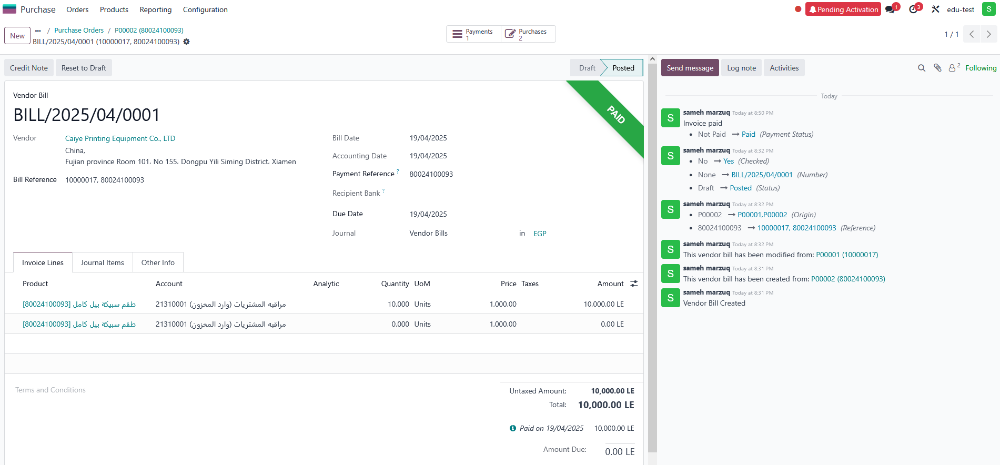 Purchase
Orders
Products
Reporting
Configuration
Pending Activation
1
3
edu-test
S
New
... / Purchase Orders / P00002 (80024100093)
BILL/2025/04/0001 (10000017, 80024100093)
Payments
1
Purchases
2
1 / 1
Credit Note
Reset to Draft
Draft
Posted
Send message
Log note
Activities
2
Following
Vendor Bill
BILL/2025/04/0001
PAID
Vendor
Caiye Printing Equipment Co., LTD
China,
Fujian province Room 101، No 155، Dongpu Yili Siming District، Xiamen
Bill Reference
10000017, 80024100093
Bill Date
19/04/2025
Accounting Date
19/04/2025
Payment Reference ?
80024100093
Recipient Bank ?
Due Date
19/04/2025
Journal
Vendor Bills
in
EGP
Invoice Lines
Journal Items
Other Info
Product
Account
Analytic
Quantity
UoM
Price
Taxes
Amount
[80024100093] طقم سبيكة بيل كامل
21310001 مراقبه المشتريات (وارد المخزون)
10.000
Units
1,000.00
10,000.00 LE
[80024100093] طقم سبيكة بيل كامل
21310001 مراقبه المشتريات (وارد المخزون)
0.000
Units
1,000.00
0.00 LE
Terms and Conditions
Untaxed Amount:
10,000.00 LE
Total:
10,000.00 LE
Paid on 19/04/2025
10,000.00 LE
Amount Due:
0.00 LE
Today
S
sameh marzuq Today at 8:50 PM
Invoice paid
• Not Paid → Paid (Payment Status)
S
sameh marzuq Today at 8:32 PM
• No → Yes (Checked)
• None → BILL/2025/04/0001 (Number)
• Draft → Posted (Status)
S
sameh marzuq Today at 8:32 PM
• P00002 → P00001,P00002 (Origin)
• 80024100093 → 10000017, 80024100093 (Reference)
S
sameh marzuq Today at 8:32 PM
This vendor bill has been modified from: P00001 (10000017)
S
sameh marzuq Today at 8:31 PM
This vendor bill has been created from: P00002 (80024100093)
S
sameh marzuq Today at 8:31 PM
Vendor Bill Created